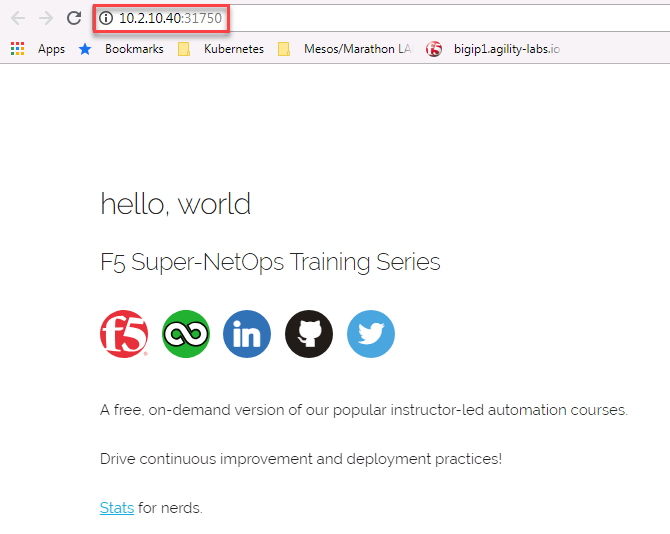 10.2.10.40:31750
Apps Bookmarks Kubernetes Mesos/Marathon LA bigip1.agility-labs.io
hello, world
F5 Super-NetOps Training Series
f5 in
A free, on-demand version of our popular instructor-led automation courses.
Drive continuous improvement and deployment practices!
Stats for nerds.